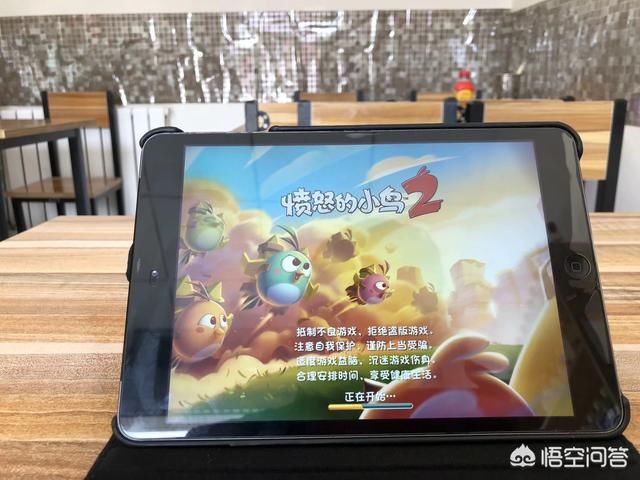 愤怒的小鸟2
抵制不良游戏，拒绝盗版游戏。
注意自我保护，谨防上当受骗。
适度游戏益脑，沉迷游戏伤身。
合理安排时间，享受健康生活。
正在开始…
悟空问答